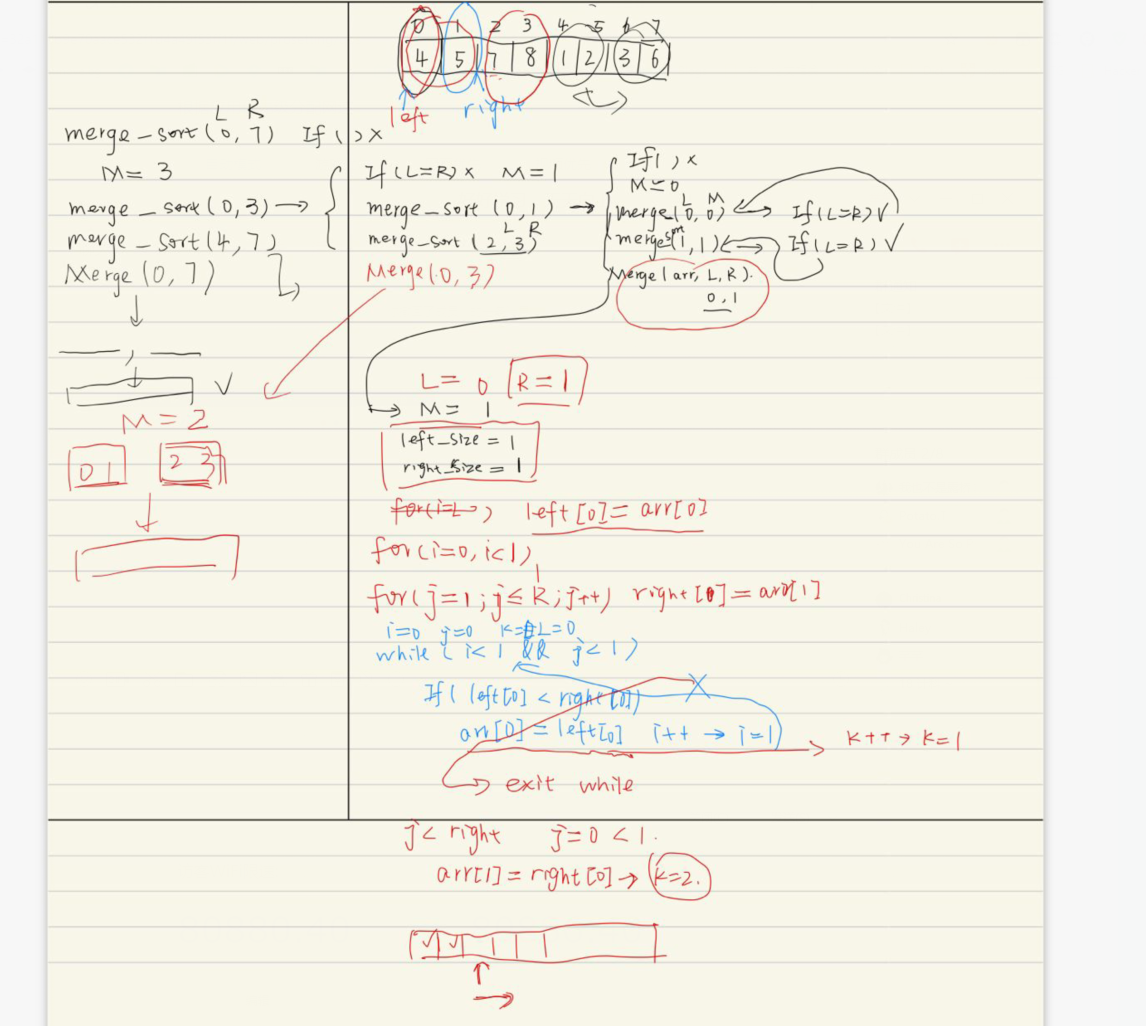 0 1 2 3 4 5 6 7
4 5 7 8 1 2 3 6
left right
L R
merge_sort(0,7) If ( ) x
M= 3
merge_sort(0,3) →
merge_sort(4,7)
Merge(0,7)
,
✓
M=2
0 1 2 3
If(L=R)x M=1
merge_sort (0,1) →
L R
merge_sort (2,3)
Merge(0,3)
If( ) x
M=0
L M
merge(0,0) If(L=R)✓
merge sort(1,1) If(L=R)✓
Merge(arr, L, R).
0,1
L= 0 R=1
→ M= 1
left_size = 1
right_size = 1
for(i=L ) left[0]= arr[0]
for(i=0, i<1)
1
for(j=1; j≤R; j++) right[0]=arr[1]
i=0 j=0 k=L=0
while ( i<1 && j<1 )
If( left[0] < right[0]) X
arr[0]=left[0] i++ → i=1
k++ → k=1
exit while
j< right j=0 <1.
arr[1]= right[0] → k=2.
✓ ✓
→